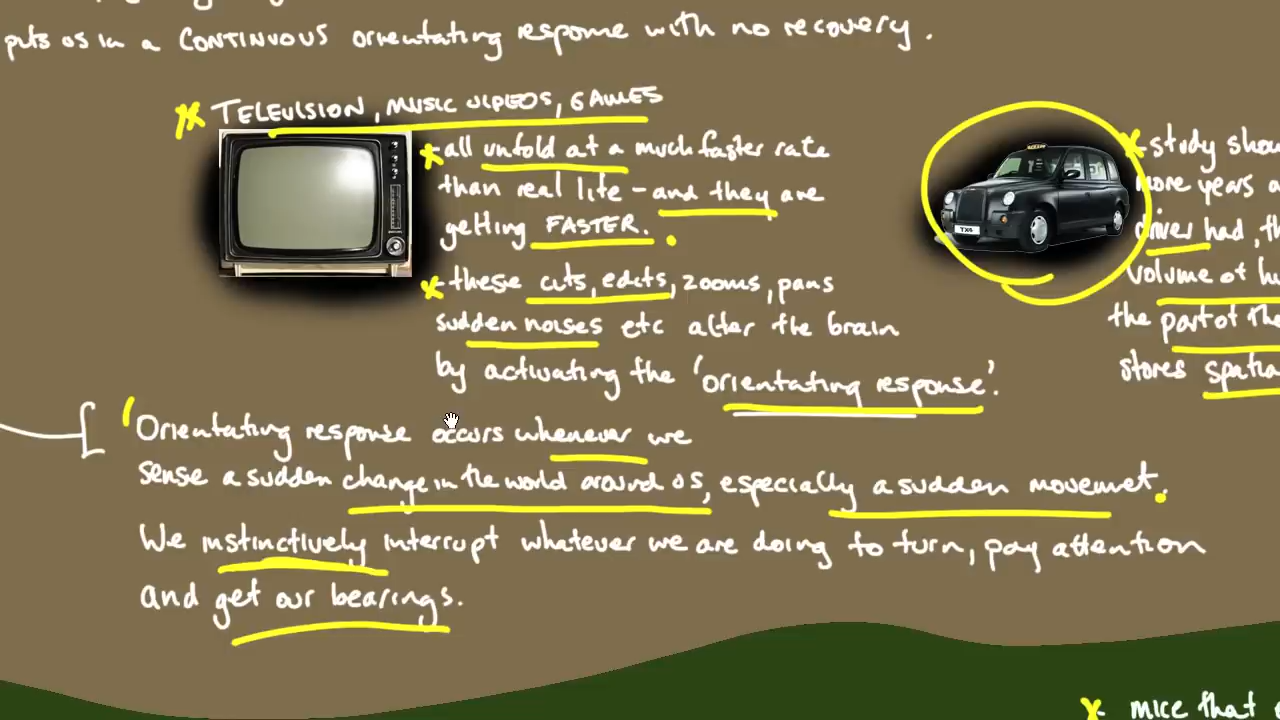 puts us in a CONTINUOUS orientating response with no recovery.
TELEVISION, MUSIC VIDEOS, GAMES
all unfold at a much faster rate
than real life - and they are
getting FASTER.
these cuts, edits, zooms, pans
sudden noises etc alter the brain
by activating the 'orientating response'.
'Orientating response occurs whenever we
sense a sudden change in the world around us, especially a sudden movemet.
We instinctively interrupt whatever we are doing to turn, pay attention
and get our bearings.
TX4
study show
more years a
driver had, th
volume of h
the part of the
stores spatia
mice that